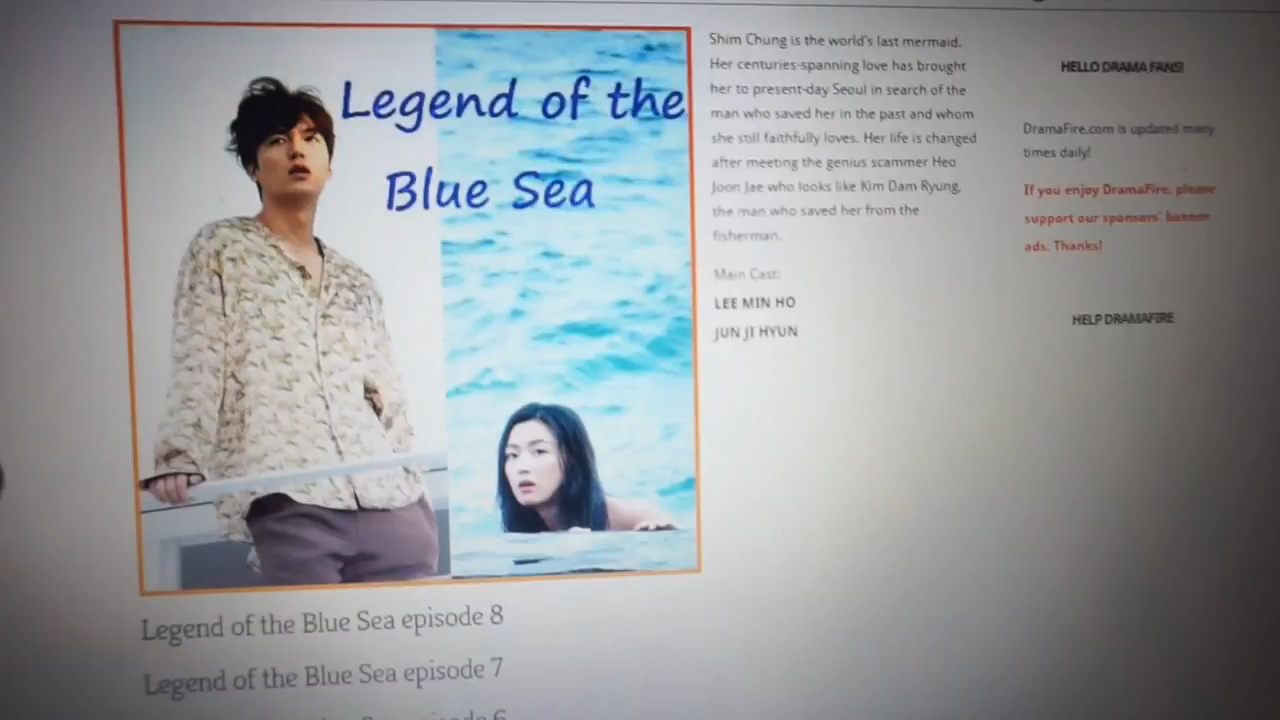 Legend of the
Blue Sea
Shim Chung is the world's last mermaid.
Her centuries-spanning love has brought
her to present-day Seoul in search of the
man who saved her in the past and whom
she still faithfully loves. Her life is changed
after meeting the genius scammer Heo
Joon Jae who looks like Kim Dam Ryung,
the man who saved her from the
fisherman.
Main Cast:
LEE MIN HO
JUN JI HYUN
HELLO DRAMA FANS!
DramaFire.com is updated many
times daily!
If you enjoy DramaFire, please
support our sponsors' banner
ads. Thanks!
HELP DRAMAFIRE
Legend of the Blue Sea episode 8
Legend of the Blue Sea episode 7